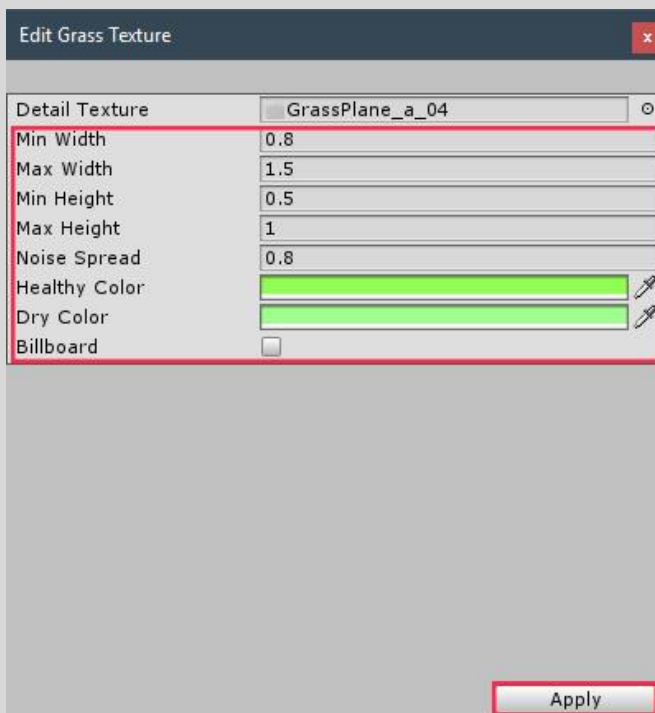 Edit Grass Texture x
Detail Texture GrassPlane_a_04
Min Width 0.8
Max Width 1.5
Min Height 0.5
Max Height 1
Noise Spread 0.8
Healthy Color
Dry Color
Billboard
Apply